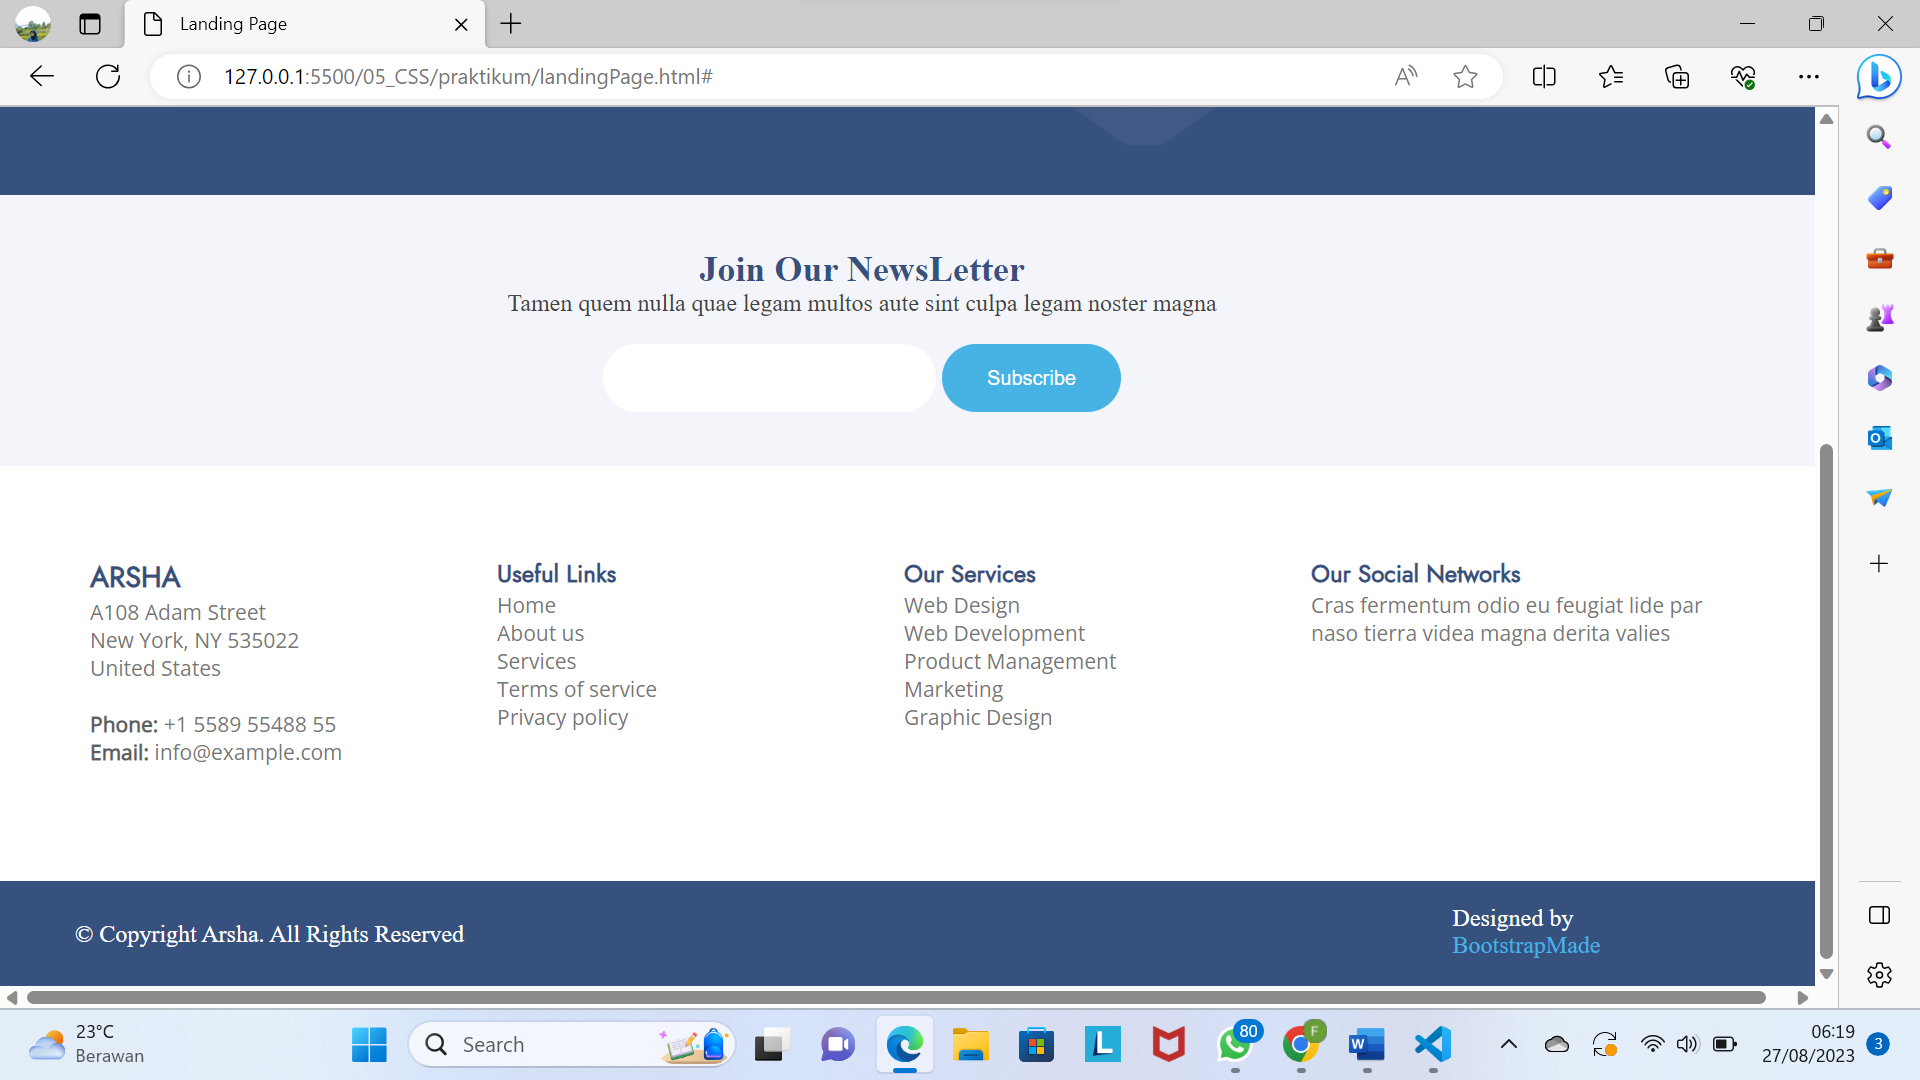 Landing Page
127.0.0.1:5500/05_CSS/praktikum/landingPage.html#
Join Our NewsLetter
Tamen quem nulla quae legam multos aute sint culpa legam noster magna
Subscribe
ARSHA
A108 Adam Street
New York, NY 535022
United States
Phone: +1 5589 55488 55
Email: info@example.com
Useful Links
Home
About us
Services
Terms of service
Privacy policy
Our Services
Web Design
Web Development
Product Management
Marketing
Graphic Design
Our Social Networks
Cras fermentum odio eu feugiat lide par
naso tierra videa magna derita valies
© Copyright Arsha. All Rights Reserved
Designed by
BootstrapMade
23°C
Berawan
Search
80
F
06:19
27/08/2023
3